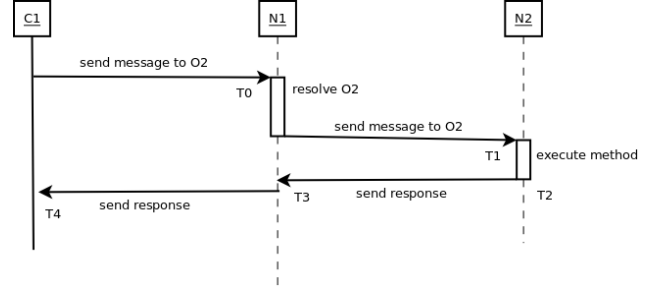 C1
N1
N2
send message to O2
T0
resolve O2
send message to O2
T1
execute method
send response
T2
T3
send response
T4